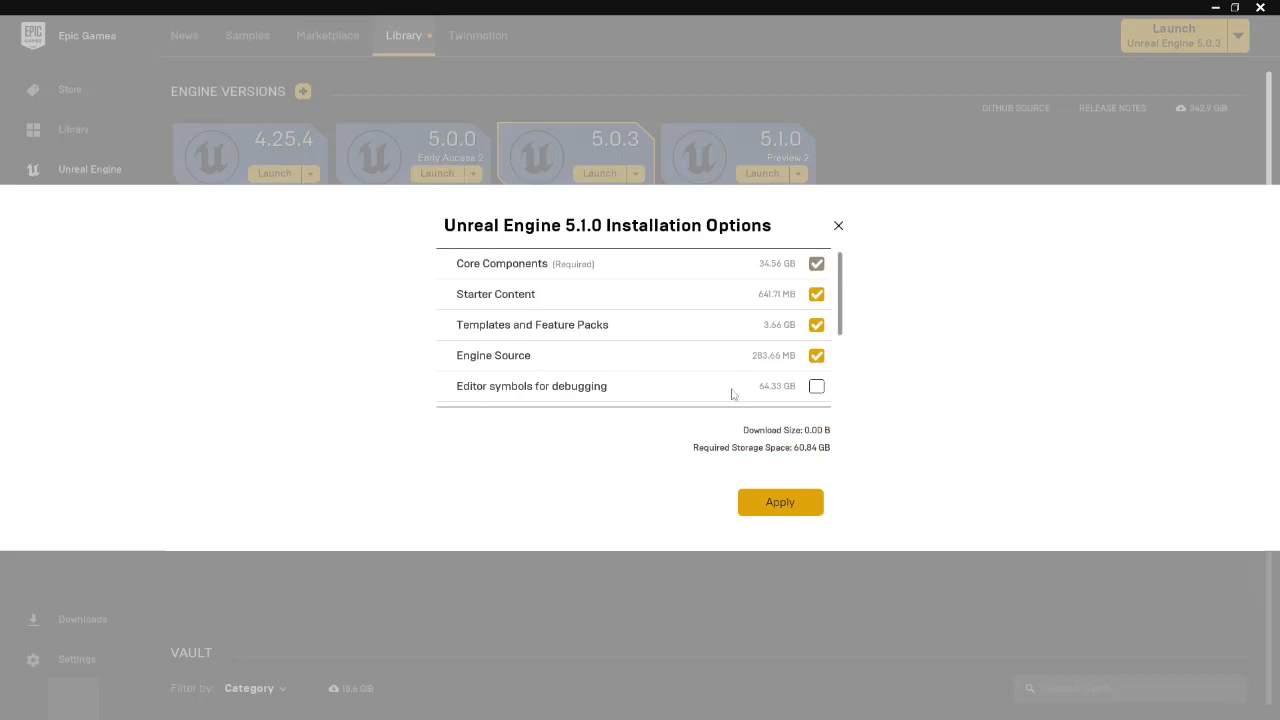 EPIC GAMES
Epic Games
News
Samples
Marketplace
Library
Twinmotion
Launch
Unreal Engine 5.0.3
Store
Library
Unreal Engine
ENGINE VERSIONS
GITHUB SOURCE
RELEASE NOTES
342.9 GiB
4.25.4
Launch
5.0.0
Early Access 2
Launch
5.0.3
Launch
5.1.0
Preview 2
Launch
Unreal Engine 5.1.0 Installation Options
Core Components (Required) 34.56 GB
Starter Content 641.71 MB
Templates and Feature Packs 3.66 GB
Engine Source 283.66 MB
Editor symbols for debugging 64.33 GB
Download Size: 0.00 B
Required Storage Space: 60.84 GB
Apply
Downloads
Settings
VAULT
Filter by: Category
15.6 GiB